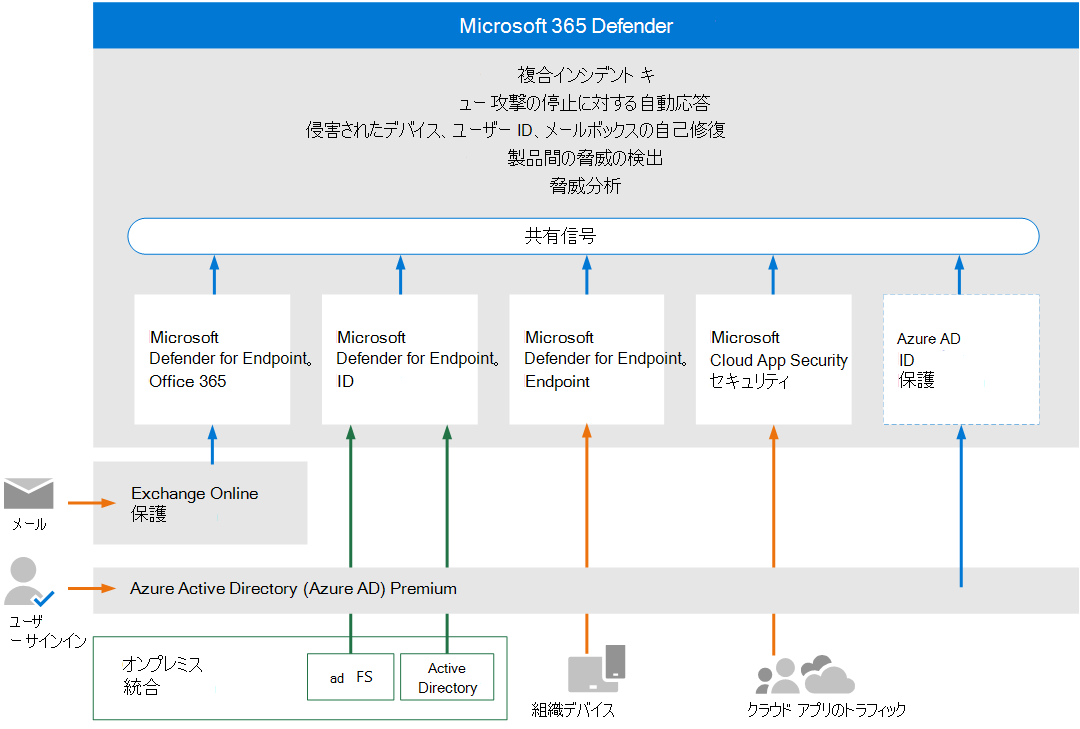 Microsoft 365 Defender
複合インシデント キ
ュー 攻撃の停止に対する自動応答
侵害されたデバイス、ユーザー ID、メールボックスの自己修復
製品間の脅威の検出
脅威分析
共有信号
Microsoft
Defender for Endpoint。
Office 365
Microsoft
Defender for Endpoint。
ID
Microsoft
Defender for Endpoint。
Endpoint
Microsoft
Cloud App Security
セキュリティ
Azure AD
ID
保護
メール
Exchange Online
保護
ユーザ
ー サインイン
Azure Active Directory (Azure AD) Premium
オンプレミス
統合
ad FS
Active
Directory
組織デバイス
クラウド アプリのトラフィック